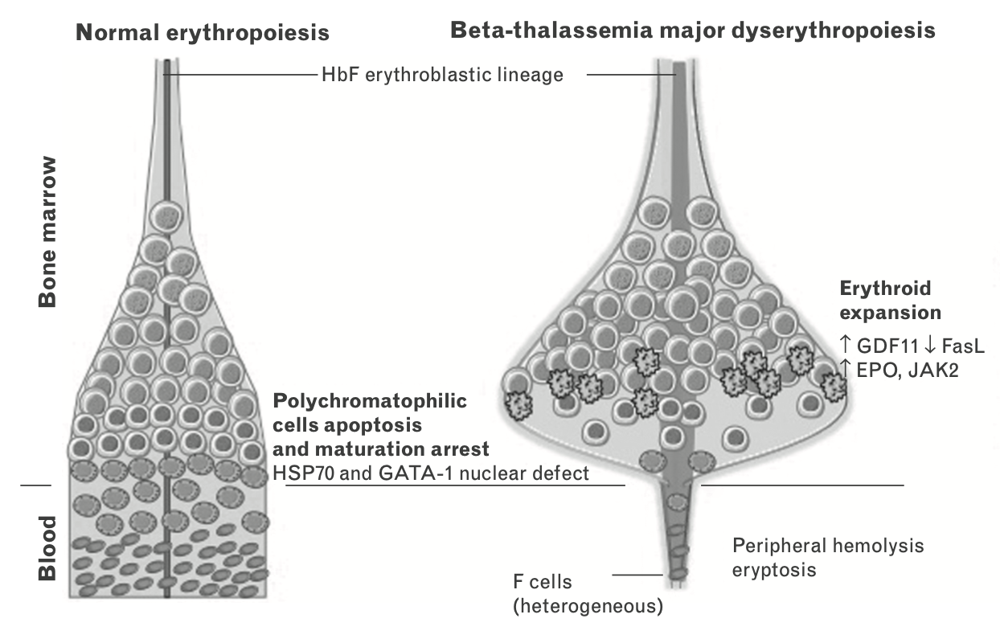 Normal erythropoiesis
Beta-thalassemia major dyserythropoiesis
HbF erythroblastic lineage
Bone marrow
Erythroid
expansion
↑ GDF11 ↓ FasL
↑ EPO, JAK2
Polychromatophilic
cells apoptosis
and maturation arrest
HSP70 and GATA-1 nuclear defect
Blood
Peripheral hemolysis
eryptosis
F cells
(heterogeneous)